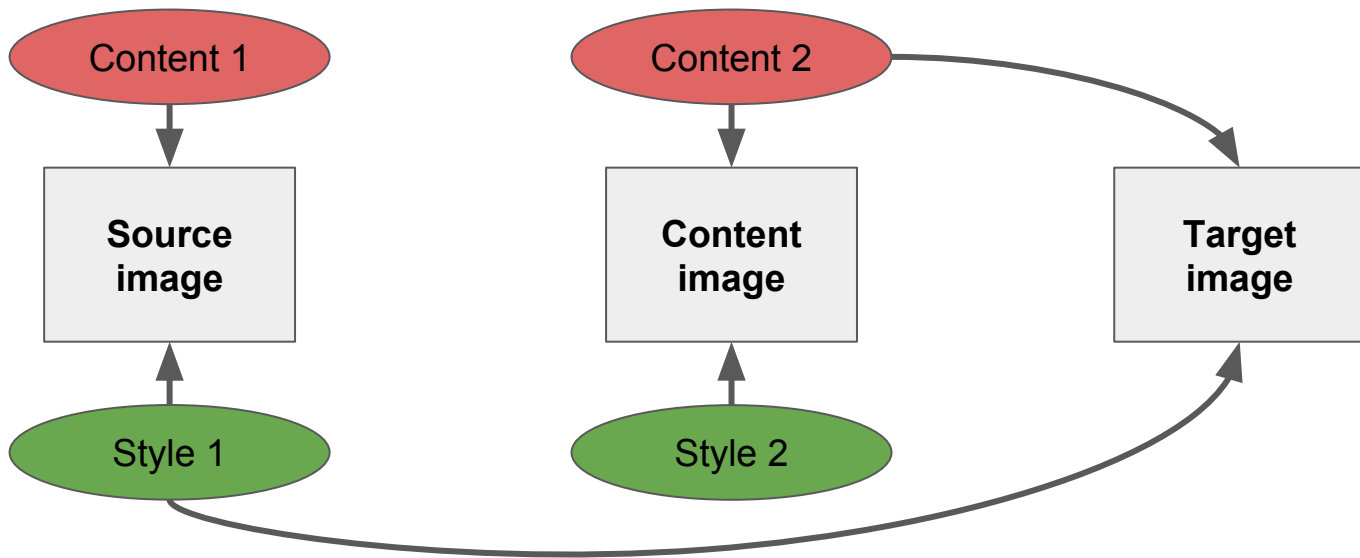 Content 1
Content 2
Source
image
Content
image
Target
image
Style 1
Style 2